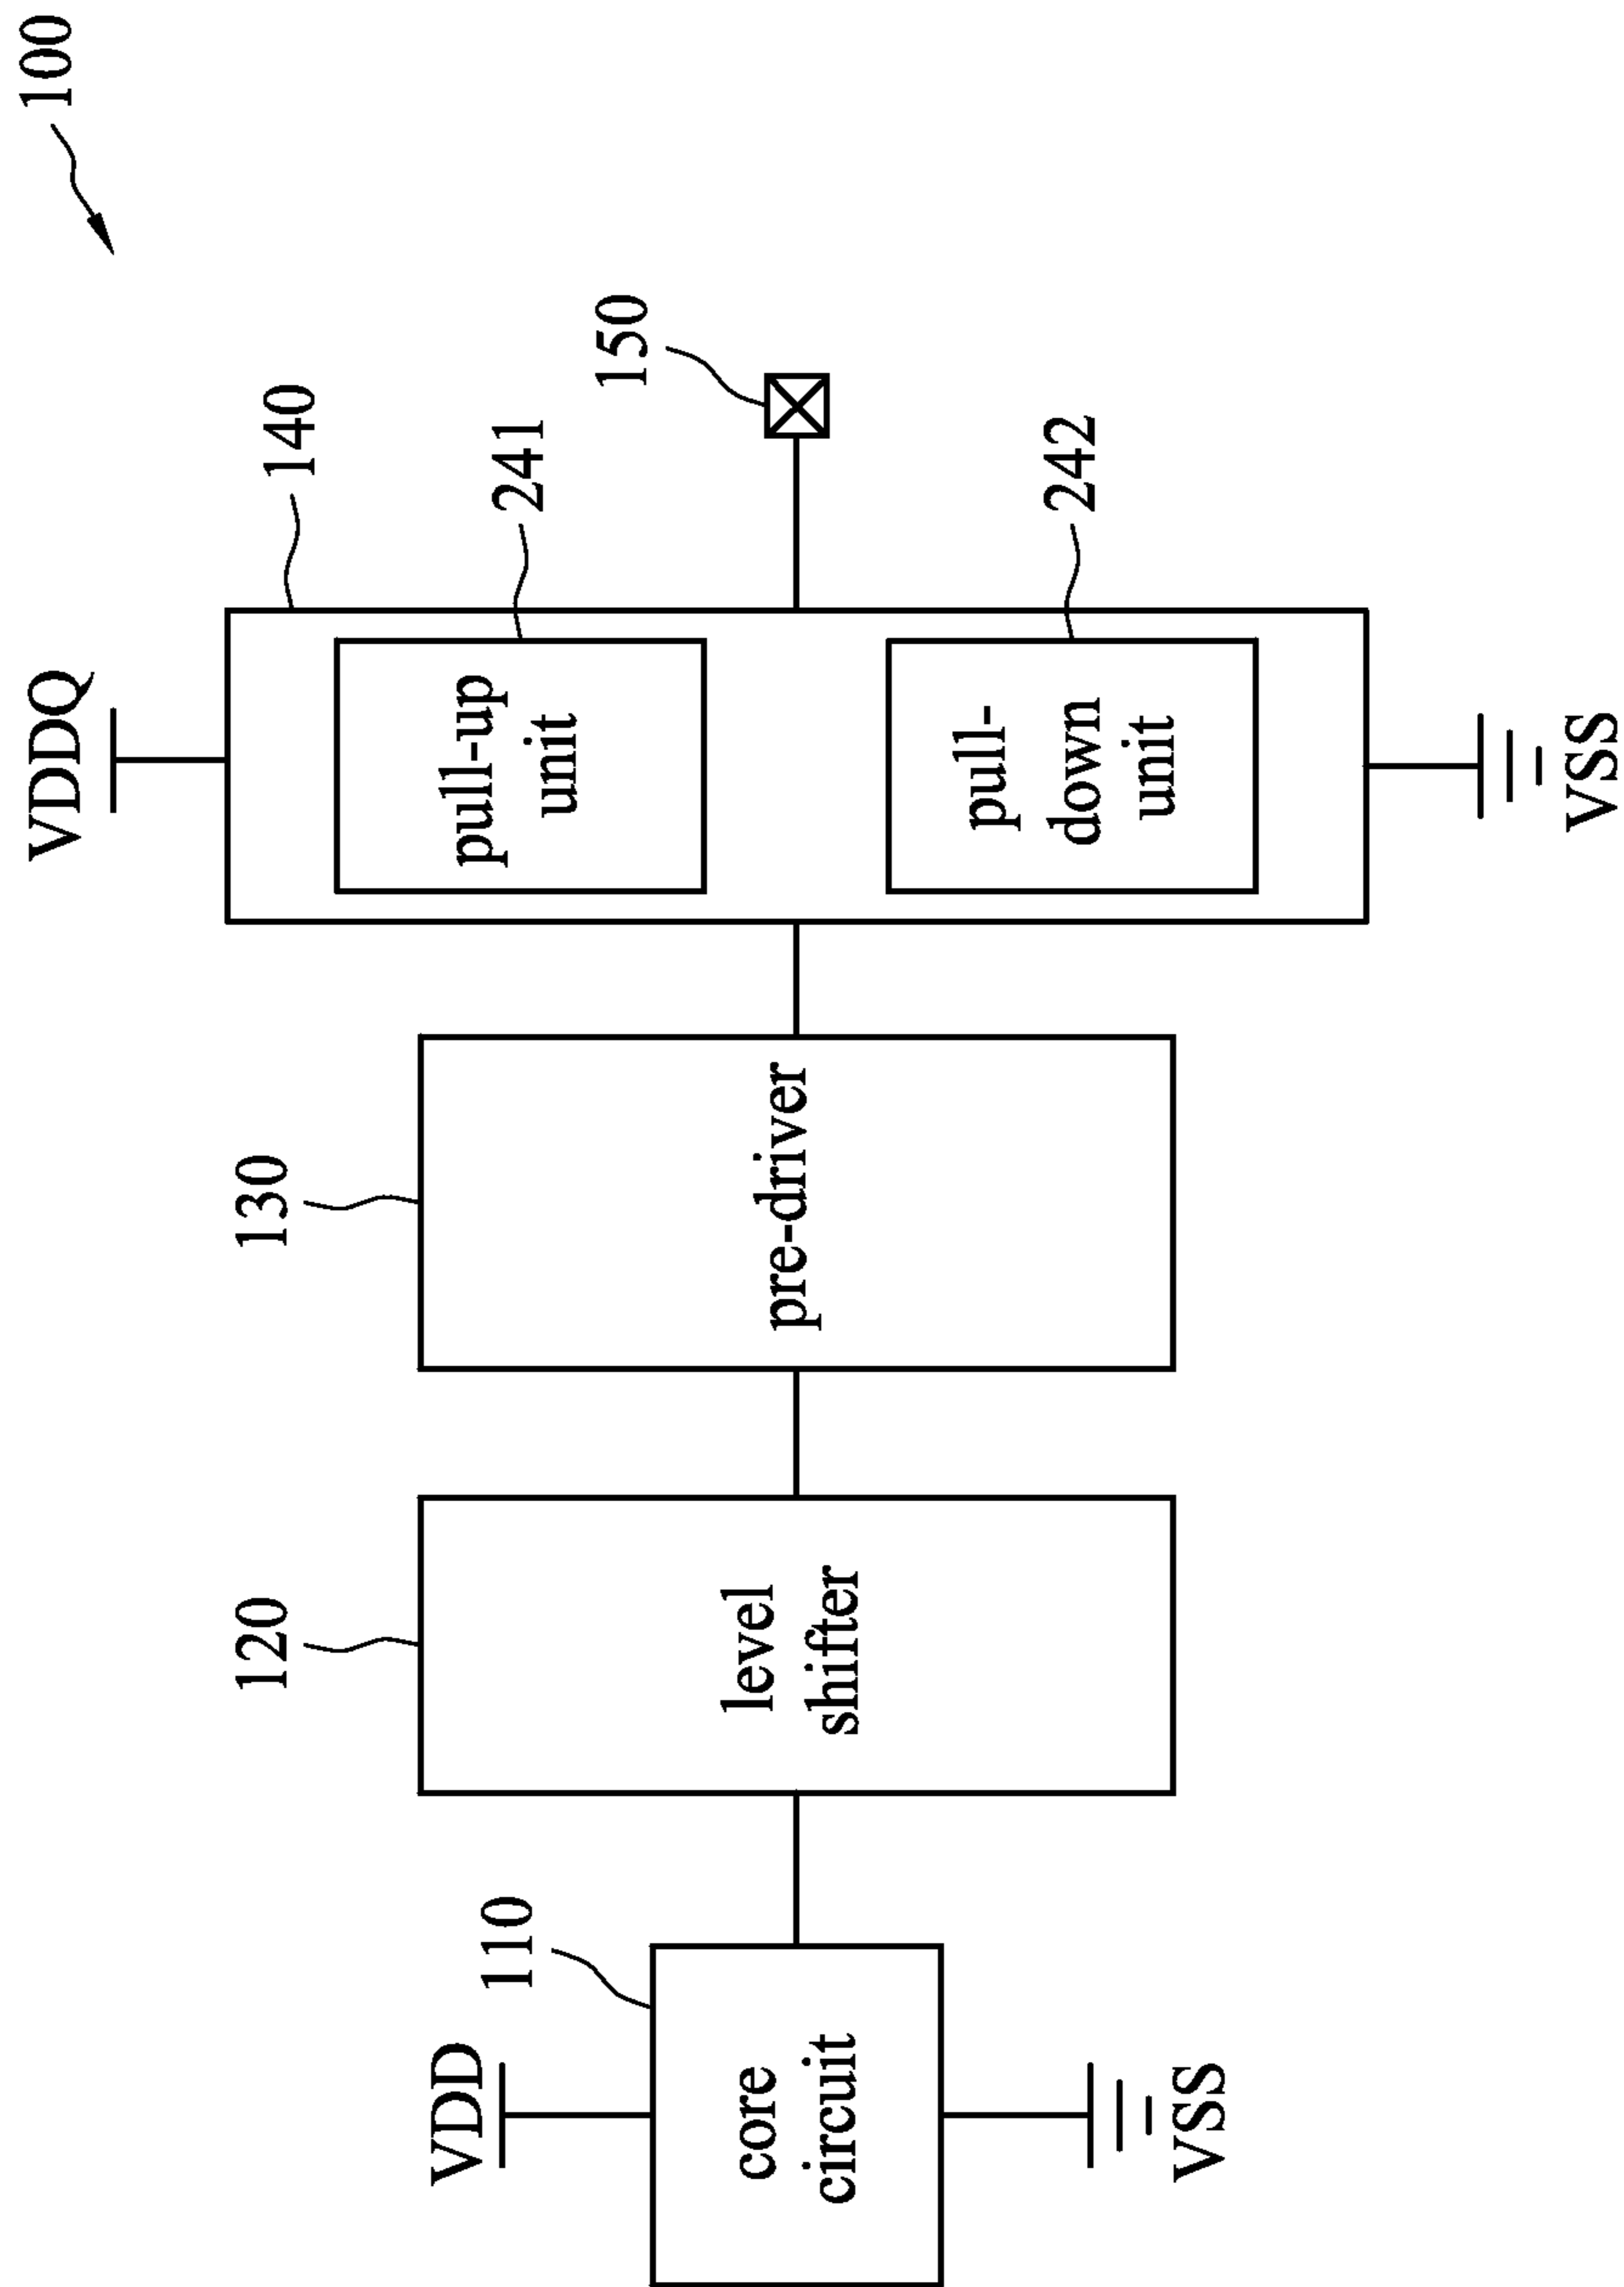 100
VDDQ
140
pull-up
unit
241
150
pull-
down
unit
242
VSS
130
pre-driver
120
level
shifter
VDD
110
core
circuit
VSS